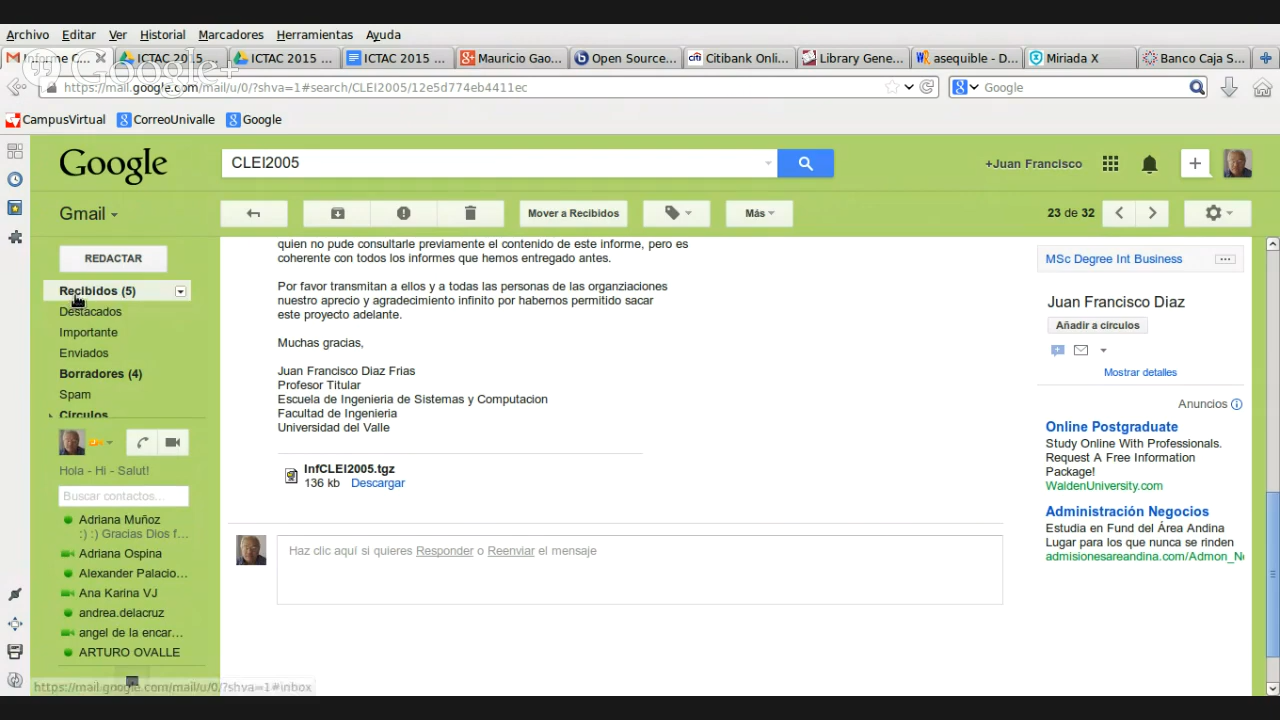 Archivo Editar Ver Historial Marcadores Herramientas Ayuda
Informe C... ICTAC 2015 ... ICTAC 2015 ... ICTAC 2015 ... Mauricio Gao... Open Source... Citibank Onli... Library Gene... asequible - D... Miriada X Banco Caja S...
Google+
https://mail.google.com/mail/u/0/?shva=1#search/CLEI2005/12e5d774eb4411ec Google
CampusVirtual CorreoUnivalle Google
Google CLEI2005 +Juan Francisco
Gmail Mover a Recibidos Más 23 de 32
REDACTAR
Recibidos (5)
Destacados
Importante
Enviados
Borradores (4)
Spam
Círculos
Hola - Hi - Salut!
Buscar contactos...
Adriana Muñoz
:) :) Gracias Dios f...
Adriana Ospina
Alexander Palacio...
Ana Karina VJ
andrea.delacruz
angel de la encar...
ARTURO OVALLE
https://mail.google.com/mail/u/0/?shva=1#inbox
quien no pude consultarle previamente el contenido de este informe, pero es
coherente con todos los informes que hemos entregado antes.
Por favor transmitan a ellos y a todas las personas de las organziaciones
nuestro aprecio y agradecimiento infinito por habernos permitido sacar
este proyecto adelante.
Muchas gracias,
Juan Francisco Diaz Frias
Profesor Titular
Escuela de Ingenieria de Sistemas y Computacion
Facultad de Ingenieria
Universidad del Valle
InfCLEI2005.tgz
136 kb Descargar
Haz clic aquí si quieres Responder o Reenviar el mensaje
MSc Degree Int Business
Juan Francisco Diaz
Añadir a círculos
Mostrar detalles
Anuncios
Online Postgraduate
Study Online With Professionals.
Request A Free Information
Package!
WaldenUniversity.com
Administración Negocios
Estudia en Fund del Área Andina
Lugar para los que nunca se rinden
admisionesareandina.com/Admon_N